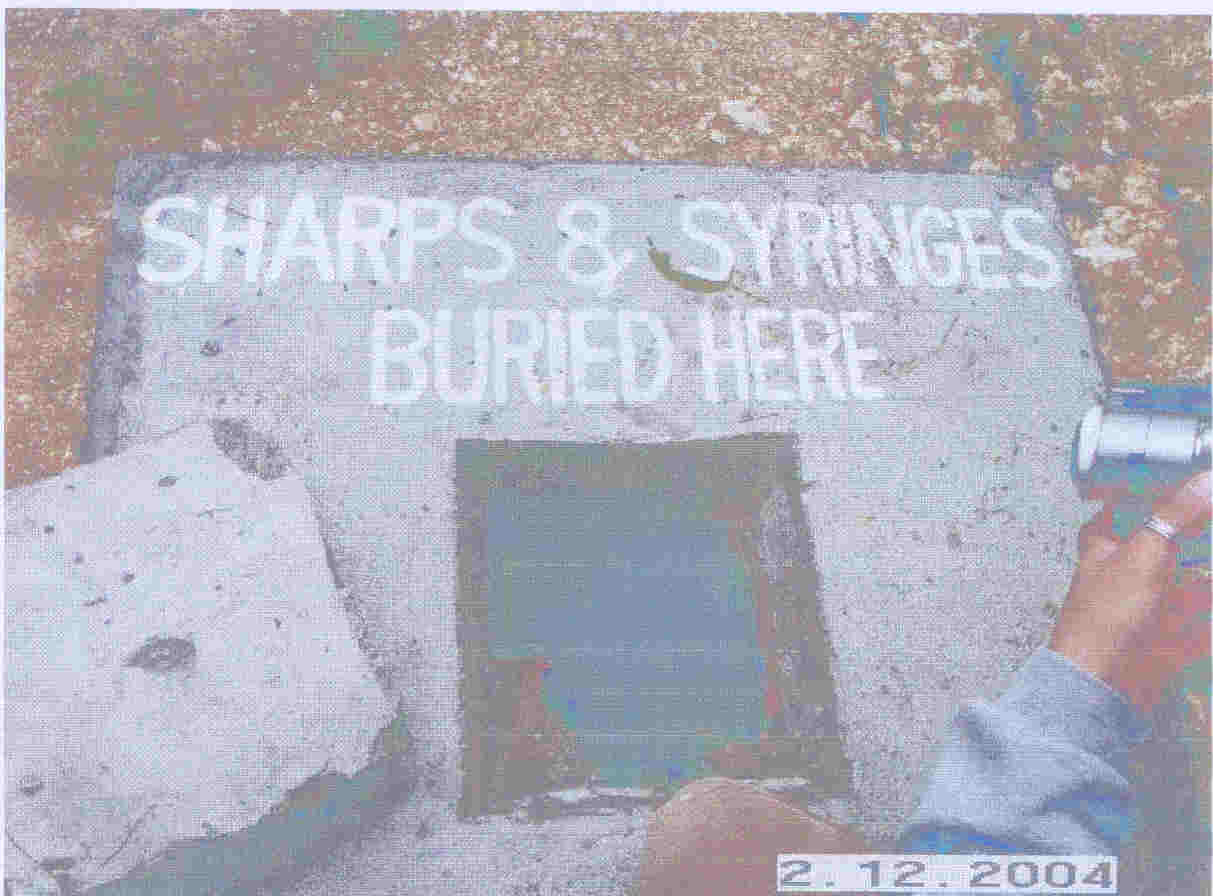 SHARPS & SYRINGES
BURIED HERE
2.12.2004